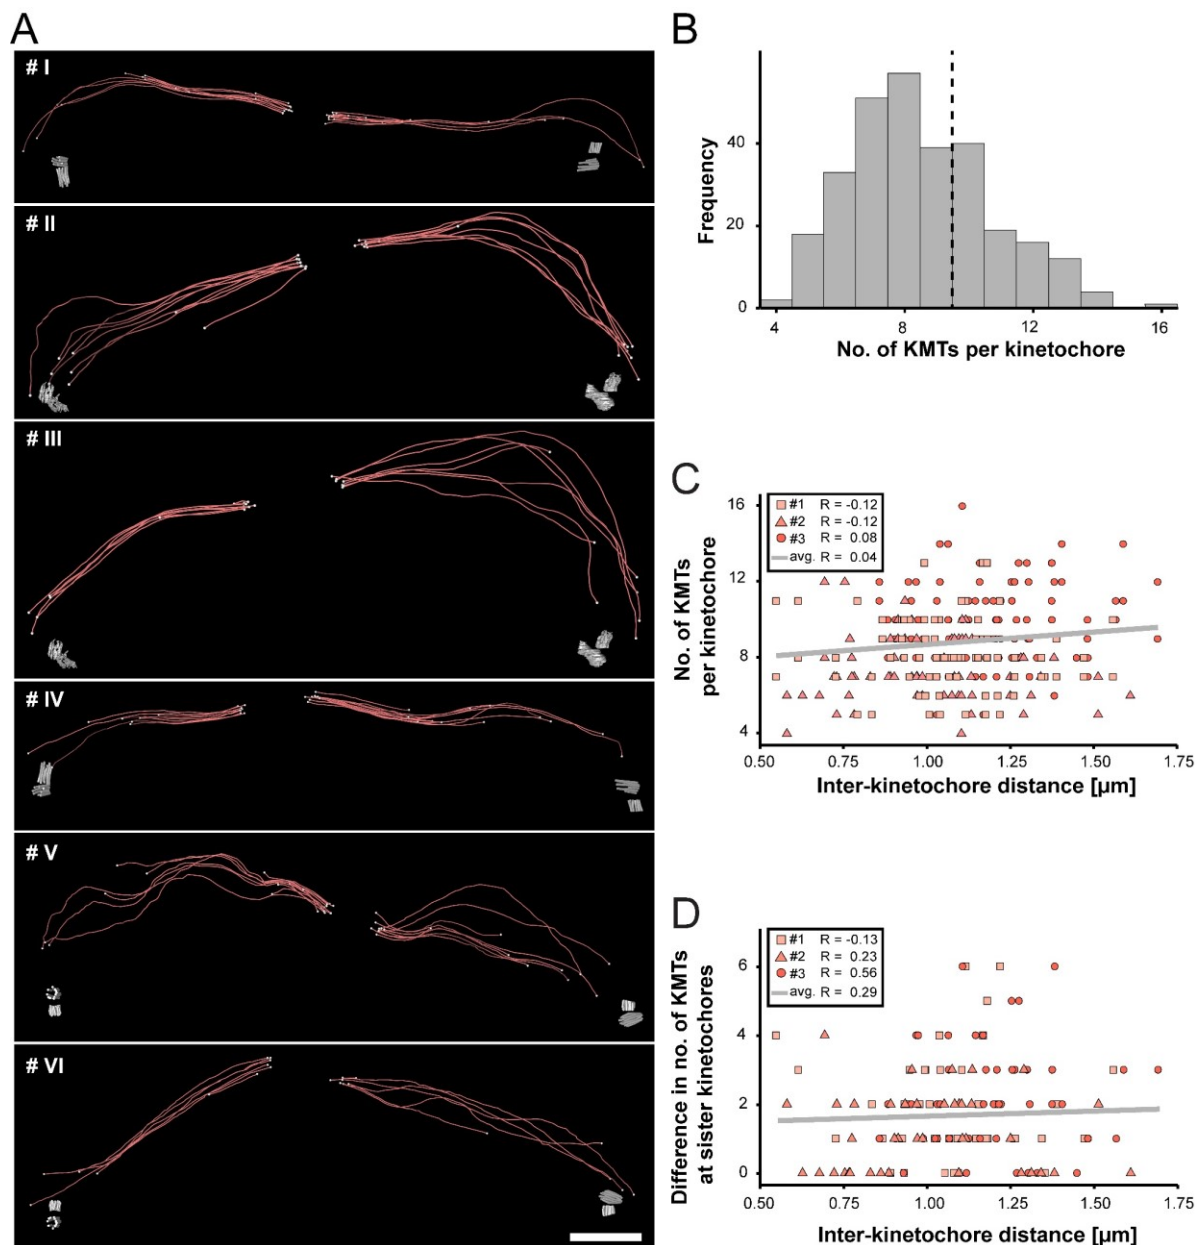 A
# I
# II
# III
# IV
# V
# VI
B
Frequency
40
20
0
4 8 12 16
No. of KMTs per kinetochore
C
No. of KMTs
per kinetochore
16
12
8
4
#1 R = -0.12
#2 R = -0.12
#3 R = 0.08
avg. R = 0.04
0.50 0.75 1.00 1.25 1.50 1.75
Inter-kinetochore distance [µm]
D
Difference in no. of KMTs
at sister kinetochores
6
4
2
0
#1 R = -0.13
#2 R = 0.23
#3 R = 0.56
avg. R = 0.29
0.50 0.75 1.00 1.25 1.50 1.75
Inter-kinetochore distance [µm]